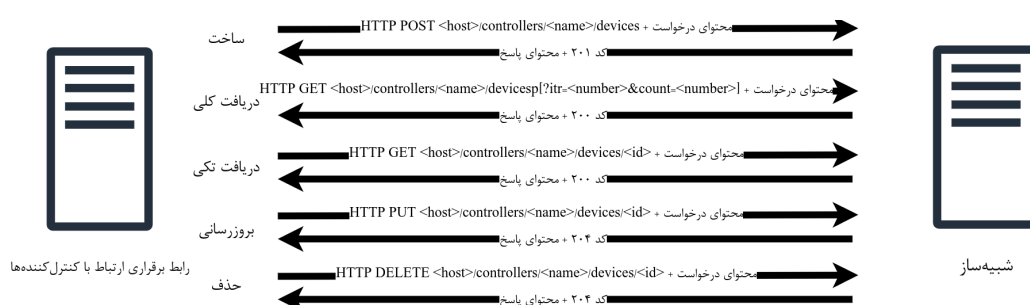 ساخت
HTTP POST <host>/controllers/<name>/devices + محتوای درخواست
کد ۲۰۱ + محتوای پاسخ
دریافت کلی
HTTP GET <host>/controllers/<name>/devicesp[?itr=<number>&count=<number>] + محتوای درخواست
کد ۲۰۰ + محتوای پاسخ
دریافت تکی
HTTP GET <host>/controllers/<name>/devices/<id> + محتوای درخواست
کد ۲۰۰ + محتوای پاسخ
بروزرسانی
HTTP PUT <host>/controllers/<name>/devices/<id> + محتوای درخواست
کد ۲۰۴ + محتوای پاسخ
حذف
HTTP DELETE <host>/controllers/<name>/devices/<id> + محتوای درخواست
کد ۲۰۴ + محتوای پاسخ
رابط برقراری ارتباط با کنترل‌کننده‌ها
شبیه‌ساز